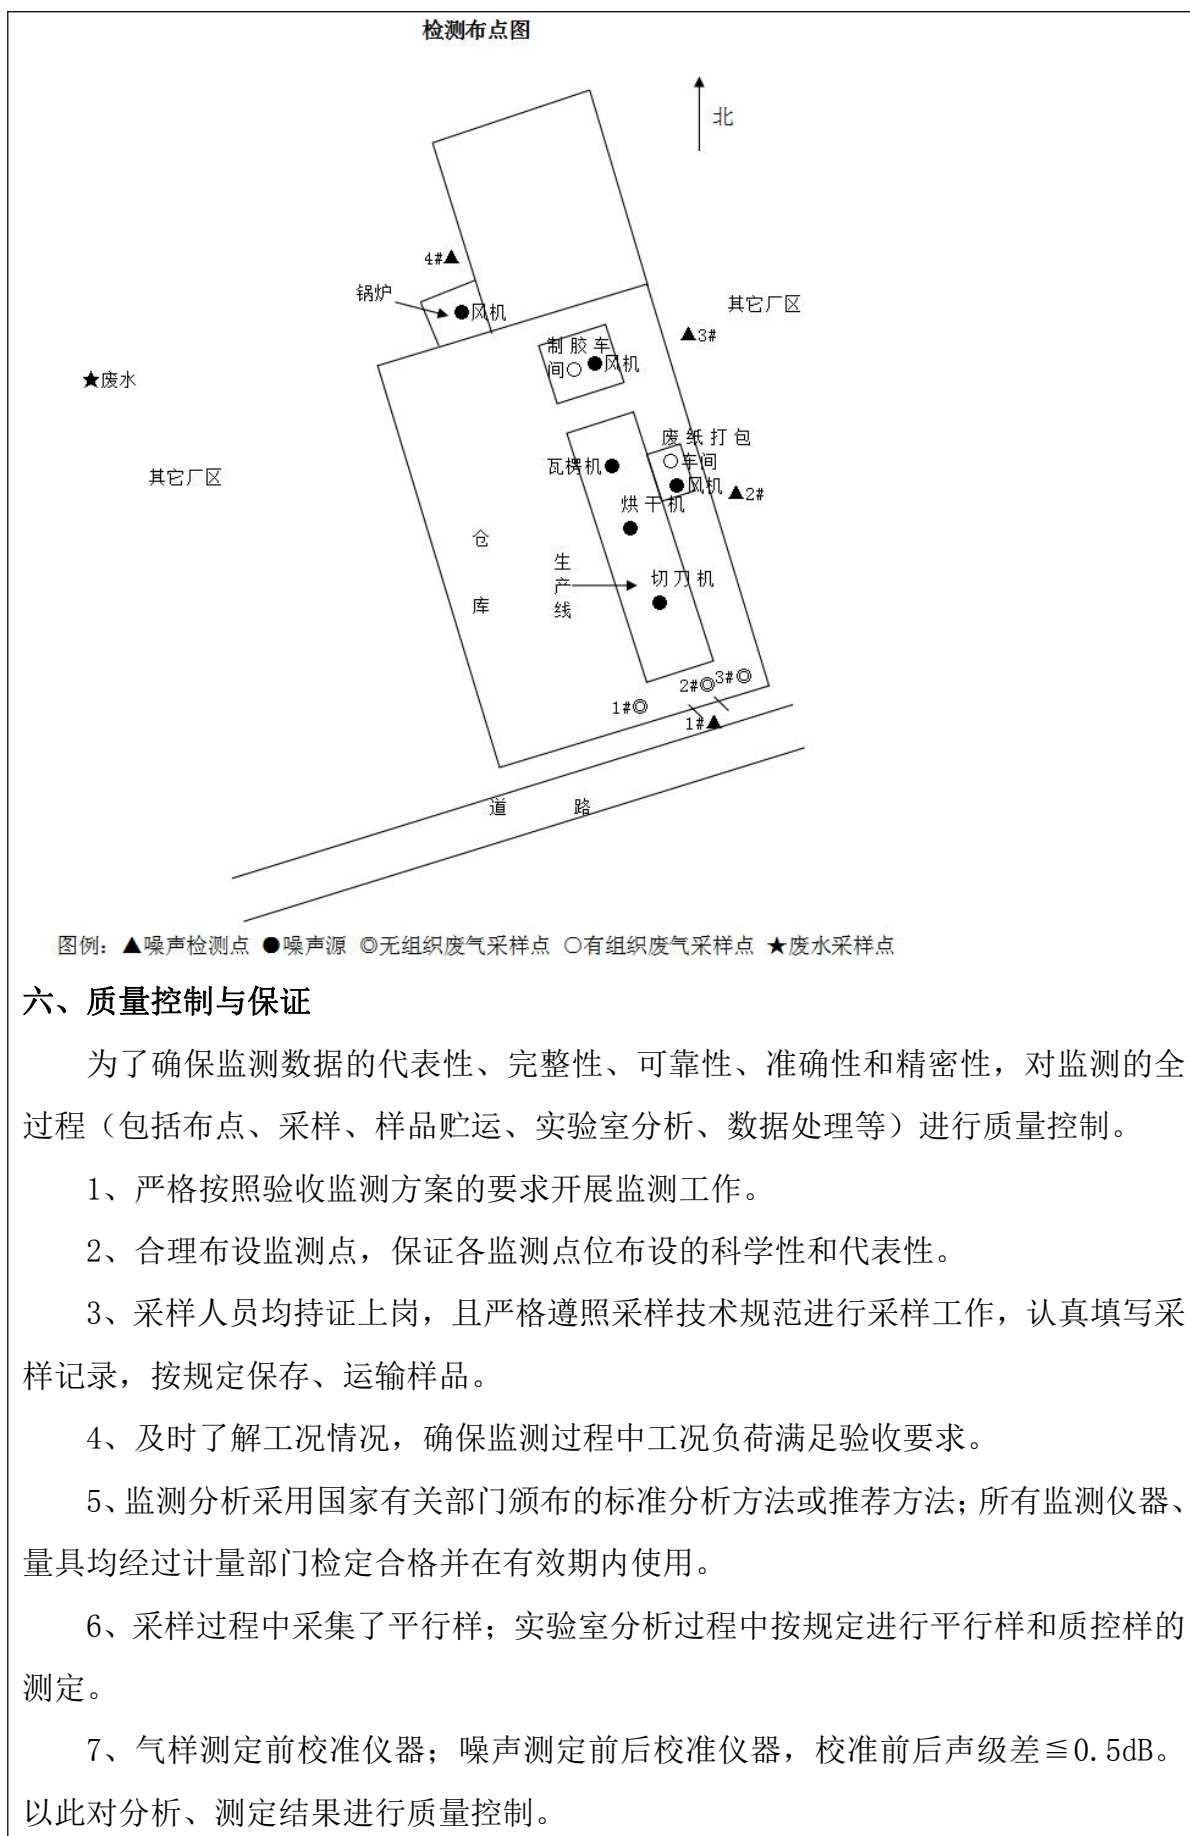 检测布点图
北
4#▲
锅炉
●风机
其它厂区
▲3#
制胶车
间○ ●风机
★废水
废纸打包
○车间
瓦楞机●
●风机
▲2#
其它厂区
烘干机
仓
库
生
产
线
切刀机
2#◎
3#◎
1#◎
1#▲
道 路
图例：▲噪声检测点 ●噪声源 ◎无组织废气采样点 ○有组织废气采样点 ★废水采样点
六、质量控制与保证
为了确保监测数据的代表性、完整性、可靠性、准确性和精密性，对监测的全
过程（包括布点、采样、样品贮运、实验室分析、数据处理等）进行质量控制。
1、严格按照验收监测方案的要求开展监测工作。
2、合理布设监测点，保证各监测点位布设的科学性和代表性。
3、采样人员均持证上岗，且严格遵照采样技术规范进行采样工作，认真填写采
样记录，按规定保存、运输样品。
4、及时了解工况情况，确保监测过程中工况负荷满足验收要求。
5、监测分析采用国家有关部门颁布的标准分析方法或推荐方法；所有监测仪器、
量具均经过计量部门检定合格并在有效期内使用。
6、采样过程中采集了平行样；实验室分析过程中按规定进行平行样和质控样的
测定。
7、气样测定前校准仪器；噪声测定前后校准仪器，校准前后声级差≦0.5dB。
以此对分析、测定结果进行质量控制。